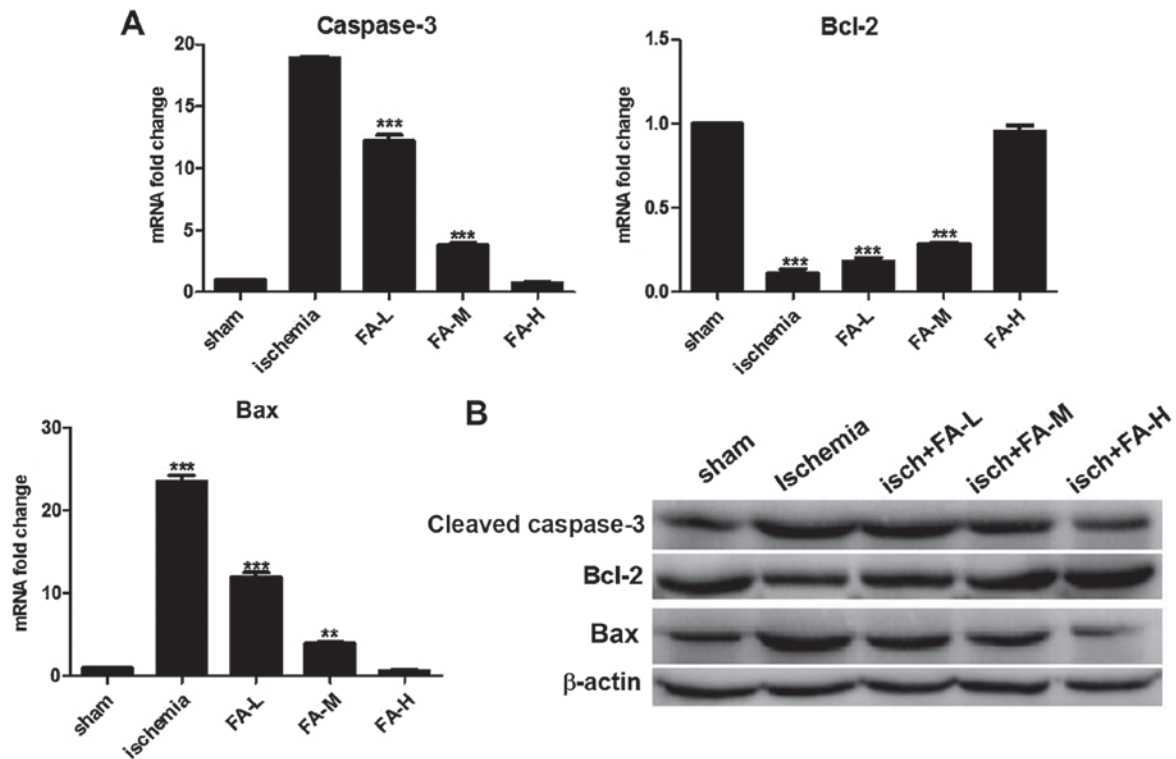 A
Caspase-3
mRNA fold change
20
15
10
5
0
***
***
sham
ischemia
FA-L
FA-M
FA-H
Bcl-2
mRNA fold change
1.5
1.0
0.5
0.0
***
***
***
sham
ischemia
FA-L
FA-M
FA-H
Bax
mRNA fold change
30
20
10
0
***
***
**
sham
ischemia
FA-L
FA-M
FA-H
B
sham
Ischemia
isch+FA-L
isch+FA-M
isch+FA-H
Cleaved caspase-3
Bcl-2
Bax
β-actin